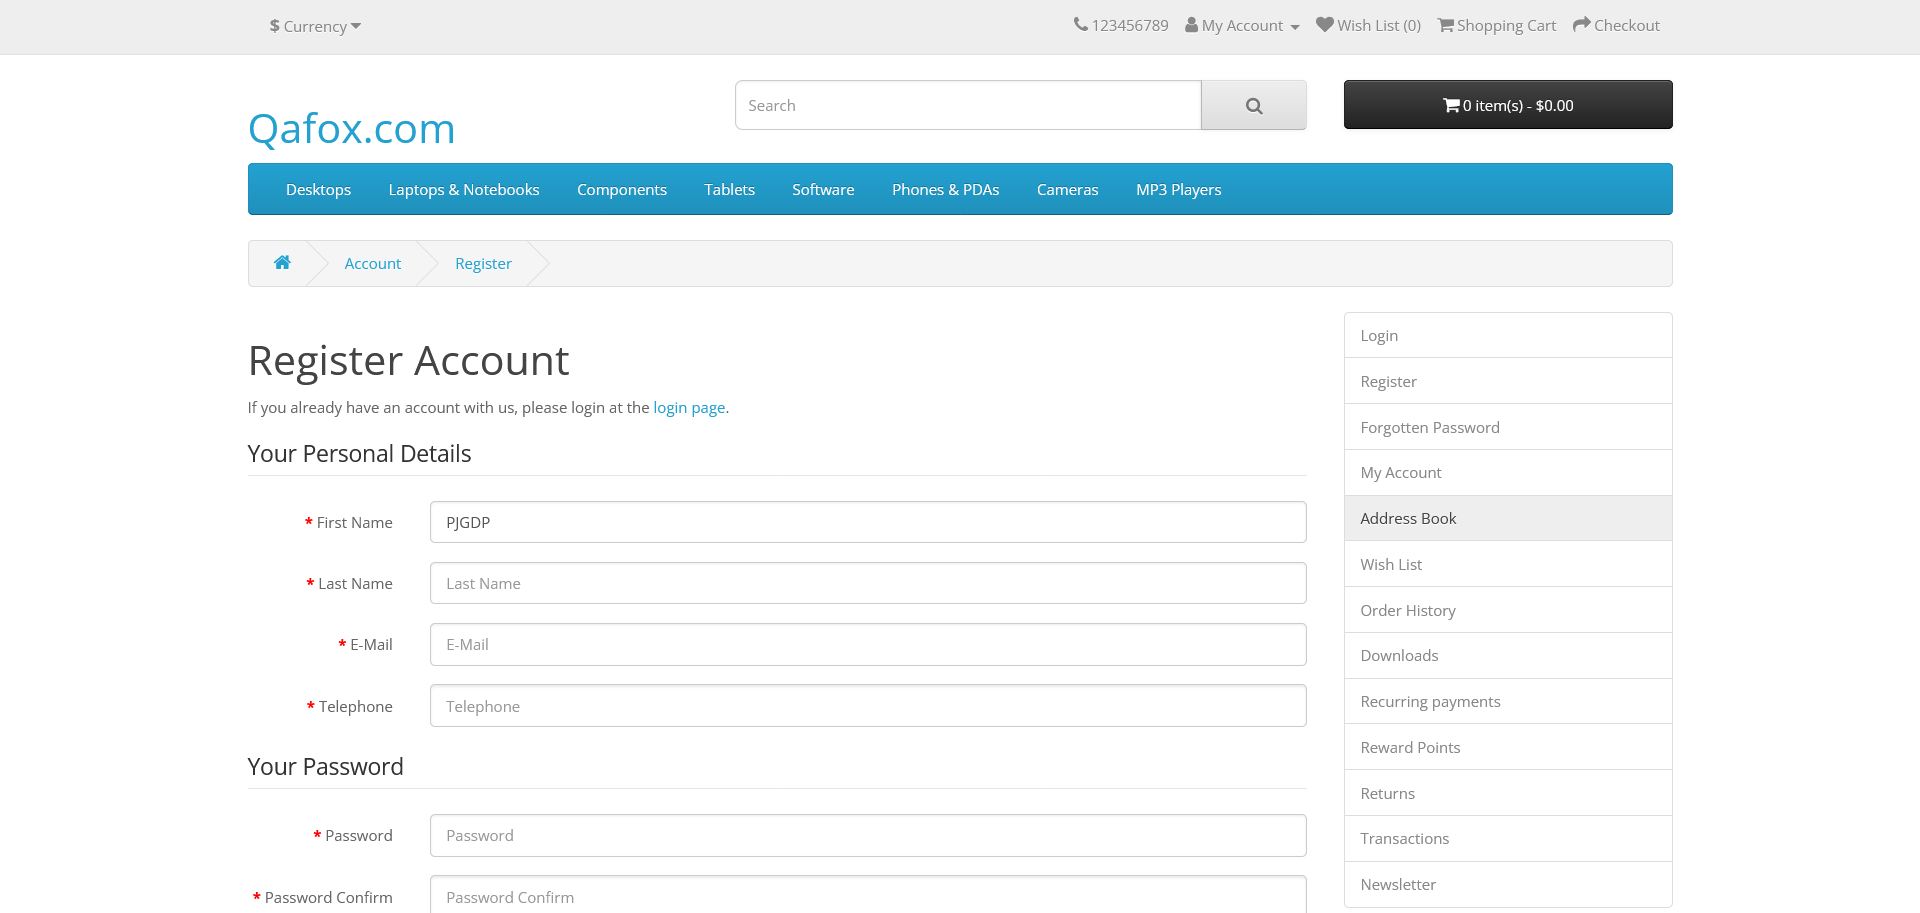 $ Currency
123456789 My Account Wish List (0) Shopping Cart Checkout
Qafox.com
Search
0 item(s) - $0.00
Desktops Laptops & Notebooks Components Tablets Software Phones & PDAs Cameras MP3 Players
Account Register
Register Account
If you already have an account with us, please login at the login page.
Your Personal Details
* First Name PJGDP
* Last Name Last Name
* E-Mail E-Mail
* Telephone Telephone
Your Password
* Password Password
* Password Confirm Password Confirm
Login
Register
Forgotten Password
My Account
Address Book
Wish List
Order History
Downloads
Recurring payments
Reward Points
Returns
Transactions
Newsletter